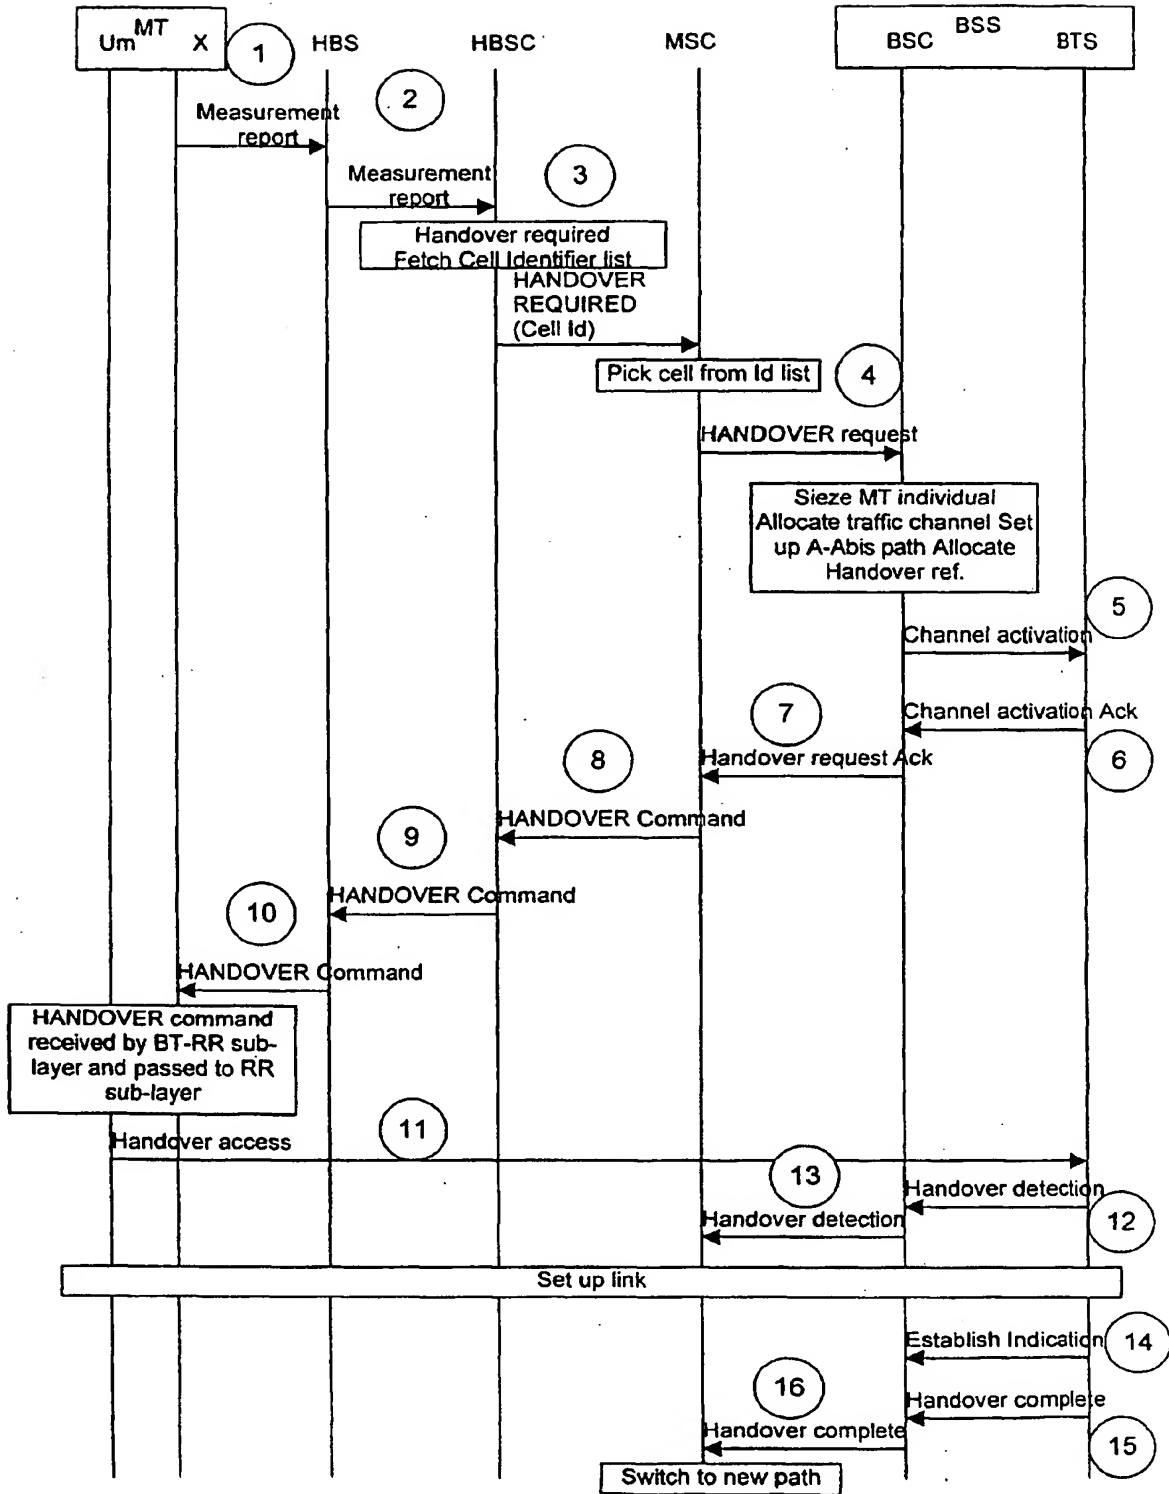 MT
Um X
1
HBS
HBSC
MSC
BSS
BSC BTS
2
Measurement
report
3
Measurement
report
Handover required
Fetch Cell Identifier list
HANDOVER
REQUIRED
(Cell Id)
Pick cell from Id list
4
HANDOVER request
Sieze MT individual
Allocate traffic channel Set
up A-Abis path Allocate
Handover ref.
5
Channel activation
Channel activation Ack
6
7
Handover request Ack
8
HANDOVER Command
9
HANDOVER Command
10
HANDOVER Command
HANDOVER command
received by BT-RR sub-
layer and passed to RR
sub-layer
11
Handover access
13
Handover detection
12
Handover detection
Set up link
Establish Indication
14
16
Handover complete
Handover complete
15
Switch to new path